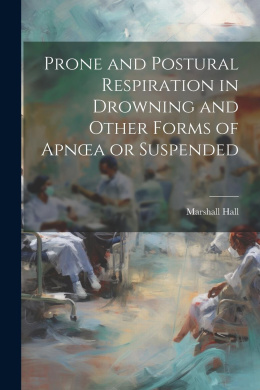 Prone and Postural
Respiration in
Drowning and
Other Forms of
Apnœa or Suspended
Marshall Hall